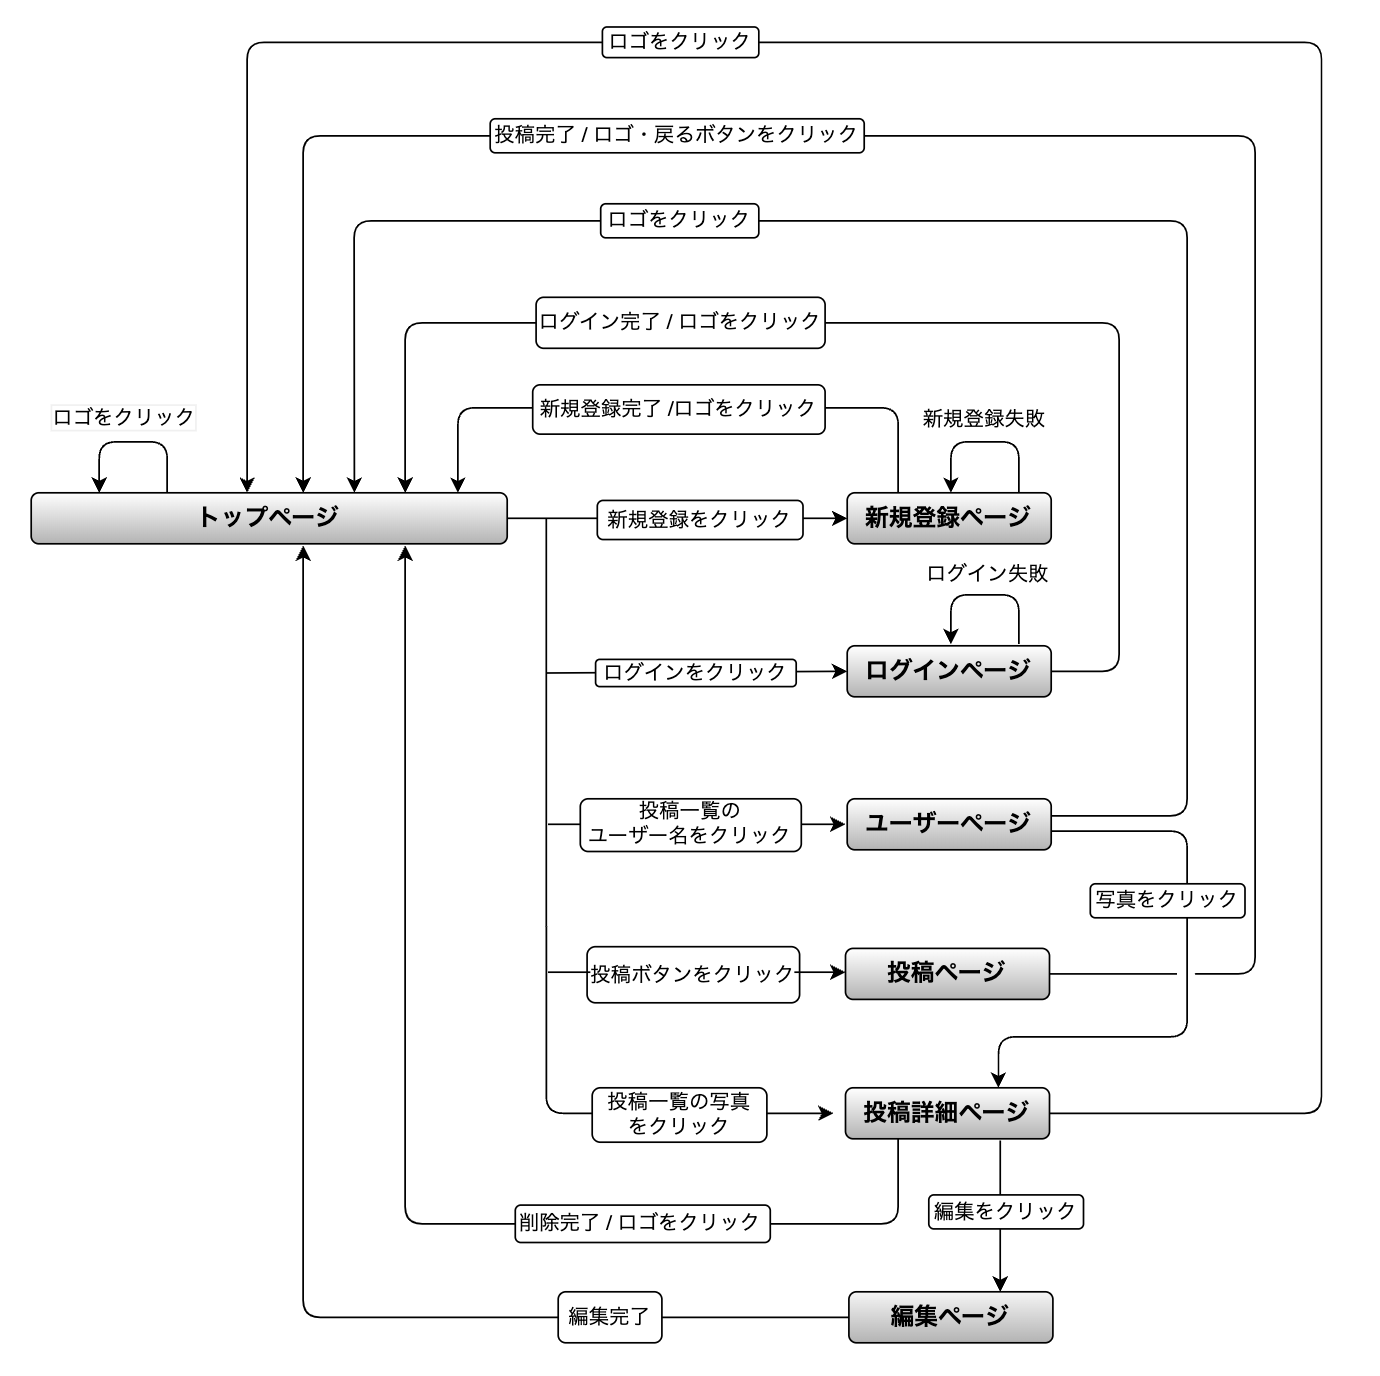 ロゴをクリック
投稿完了 / ロゴ・戻るボタンをクリック
ロゴをクリック
ログイン完了 / ロゴをクリック
新規登録完了 /ロゴをクリック
新規登録失敗
ロゴをクリック
トップページ
新規登録をクリック
新規登録ページ
ログイン失敗
ログインをクリック
ログインページ
投稿一覧の
ユーザー名をクリック
ユーザーページ
写真をクリック
投稿ボタンをクリック
投稿ページ
投稿一覧の写真
をクリック
投稿詳細ページ
削除完了 / ロゴをクリック
編集をクリック
編集完了
編集ページ